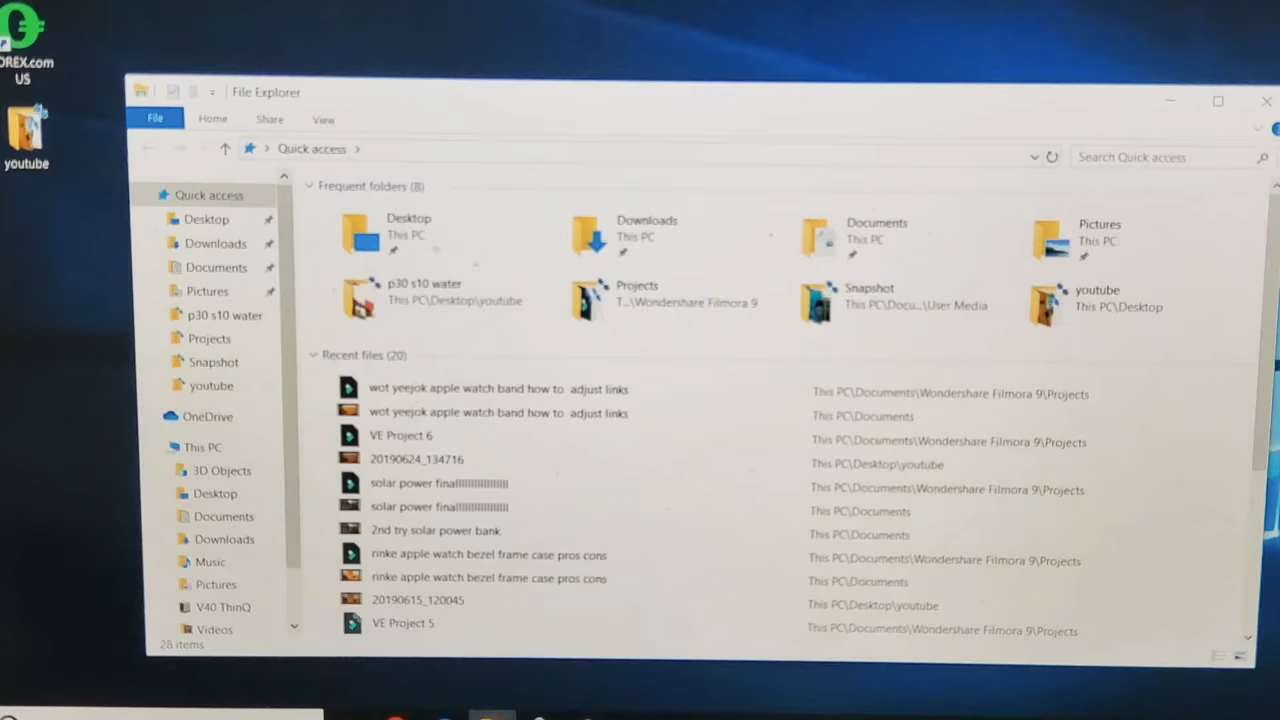 OREX.com
US
youtube
File Explorer
File Home Share View
Quick access
Search Quick access
Quick access
Desktop
Downloads
Documents
Pictures
p30 s10 water
Projects
Snapshot
youtube
OneDrive
This PC
3D Objects
Desktop
Documents
Downloads
Music
Pictures
V40 ThinQ
Videos
28 items
Frequent folders (8)
Desktop
This PC
Downloads
This PC
Documents
This PC
Pictures
This PC
p30 s10 water
This PC\Desktop\youtube
Projects
T...\Wondershare Filmora 9
Snapshot
This PC\Docu...\User Media
youtube
This PC\Desktop
Recent files (20)
wot yeejok apple watch band how to adjust links This PC\Documents\Wondershare Filmora 9\Projects
wot yeejok apple watch band how to adjust links This PC\Documents
VE Project 6 This PC\Documents\Wondershare Filmora 9\Projects
20190624_134716 This PC\Desktop\youtube
solar power finalllllllllllllllllll This PC\Documents\Wondershare Filmora 9\Projects
solar power finalllllllllllllllllll This PC\Documents
2nd try solar power bank This PC\Documents
rinke apple watch bezel frame case pros cons This PC\Documents\Wondershare Filmora 9\Projects
rinke apple watch bezel frame case pros cons This PC\Documents
20190615_120045 This PC\Desktop\youtube
VE Project 5 This PC\Documents\Wondershare Filmora 9\Projects